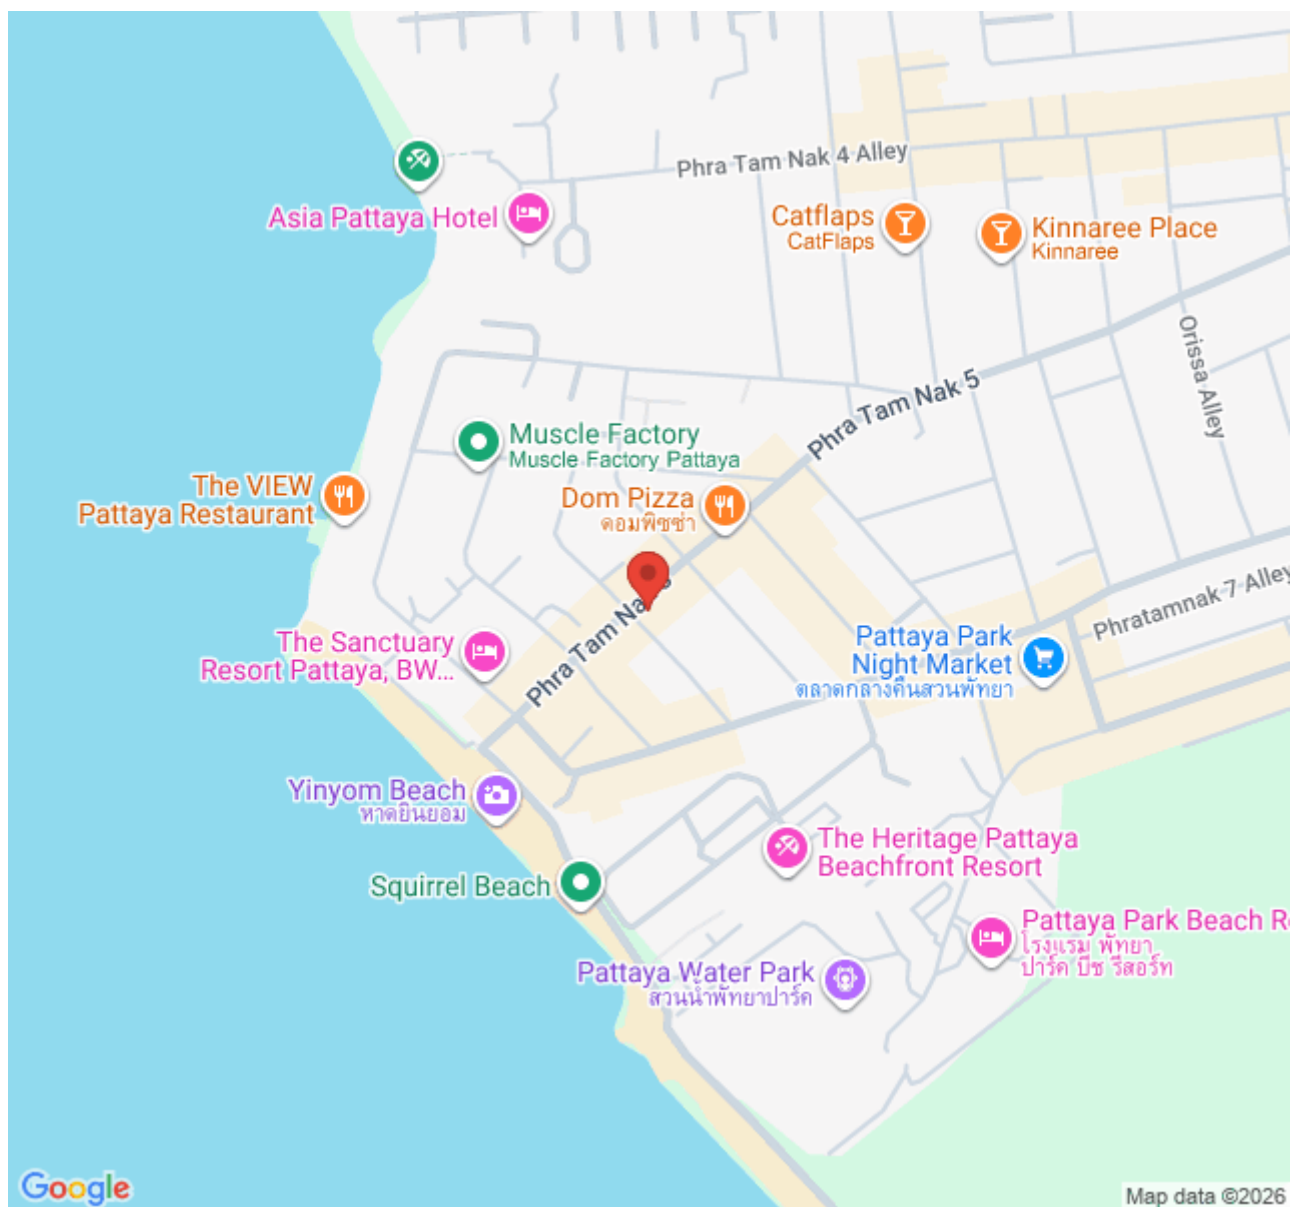 Phra Tam Nak 4 Alley
Asia Pattaya Hotel
Catflaps
CatFlaps
Kinnaree Place
Kinnaree
Orissa Alley
Phra Tam Nak 5
Muscle Factory
Muscle Factory Pattaya
The VIEW
Pattaya Restaurant
Dom Pizza
ดอมพิซซ่า
Phra Tam Na
Phratamnak 7 Alley
The Sanctuary
Resort Pattaya, BW...
Pattaya Park
Night Market
ตลาดกลางคืนสวนพัทยา
Yinyom Beach
หาดยินยอม
The Heritage Pattaya
Beachfront Resort
Squirrel Beach
Pattaya Park Beach R
โรงแรม พัทยา
ปาร์ค บีช รีสอร์ท
Pattaya Water Park
สวนน้ำพัทยาปาร์ค
Google
Map data ©2026